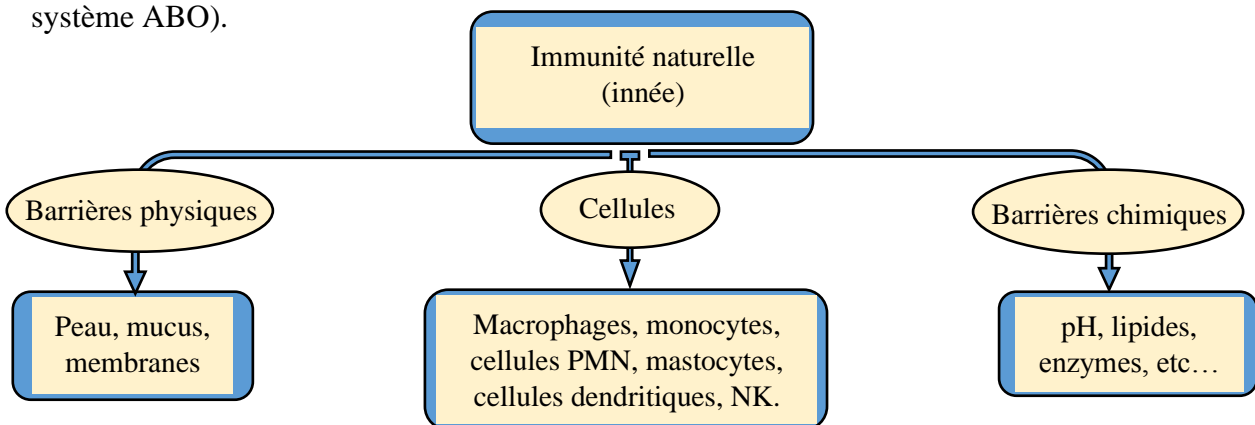 système ABO).
Immunité naturelle
(innée)
Barrières physiques
Cellules
Barrières chimiques
Peau, mucus,
membranes
Macrophages, monocytes,
cellules PMN, mastocytes,
cellules dendritiques, NK.
pH, lipides,
enzymes, etc…